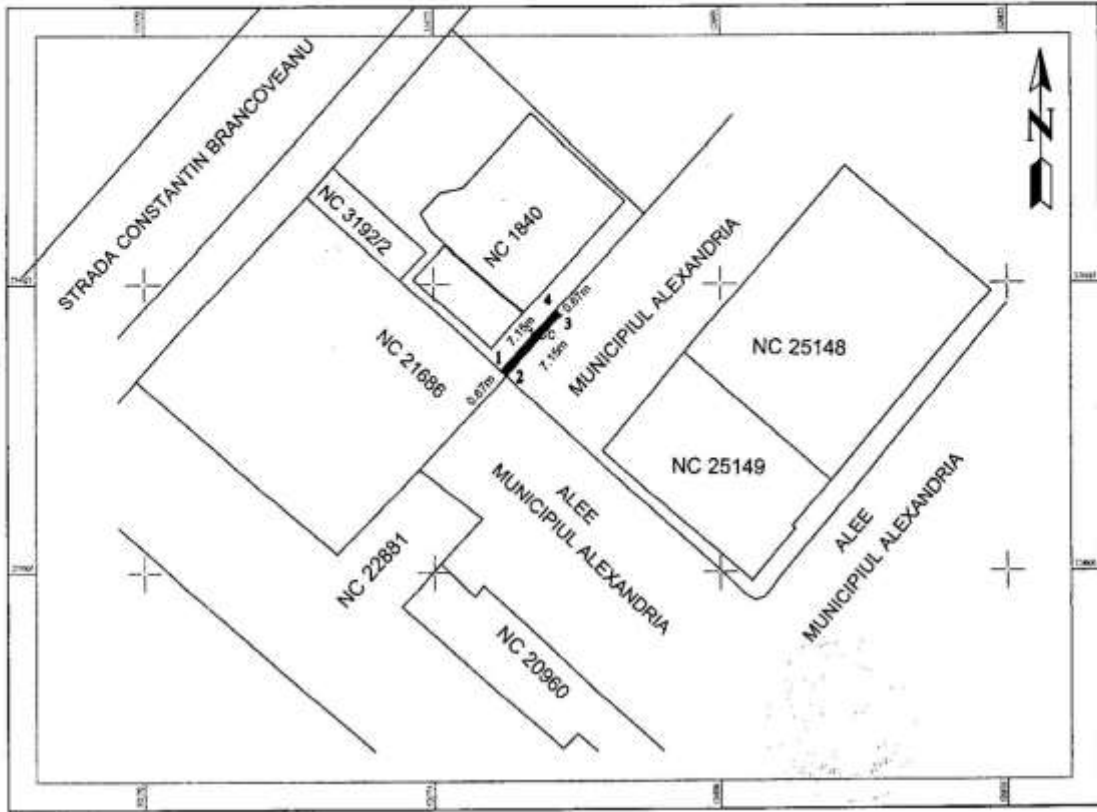 STRADA CONSTANTIN BRANCOVEANU
N
NC 3192/2
NC 1840
NC 21686
4
0.67m
3
7.15m
C
7.15m
1
2
0.67m
MUNICIPIUL ALEXANDRIA
NC 25148
NC 25149
ALEE
MUNICIPIUL ALEXANDRIA
ALEE
MUNICIPIUL ALEXANDRIA
NC 22881
NC 20960